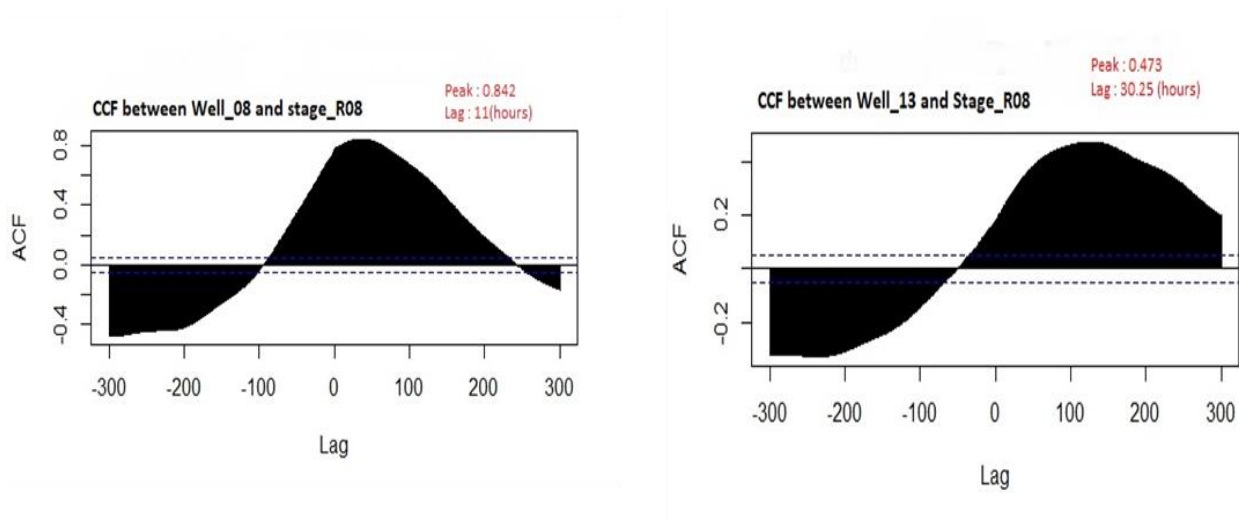 Peak : 0.842
Lag : 11(hours)
CCF between Well_08 and stage_R08
ACF
0.8
0.4
0.0
-0.4
-300 -200 -100 0 100 200 300
Lag
Peak : 0.473
Lag : 30.25 (hours)
CCF between Well_13 and Stage_R08
ACF
0.2
-0.2
-300 -200 -100 0 100 200 300
Lag